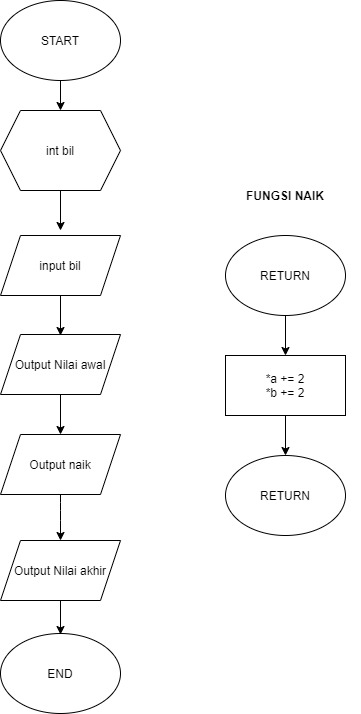 START
int bil
input bil
Output Nilai awal
Output naik
Output Nilai akhir
END
FUNGSI NAIK
RETURN
*a += 2
*b += 2
RETURN